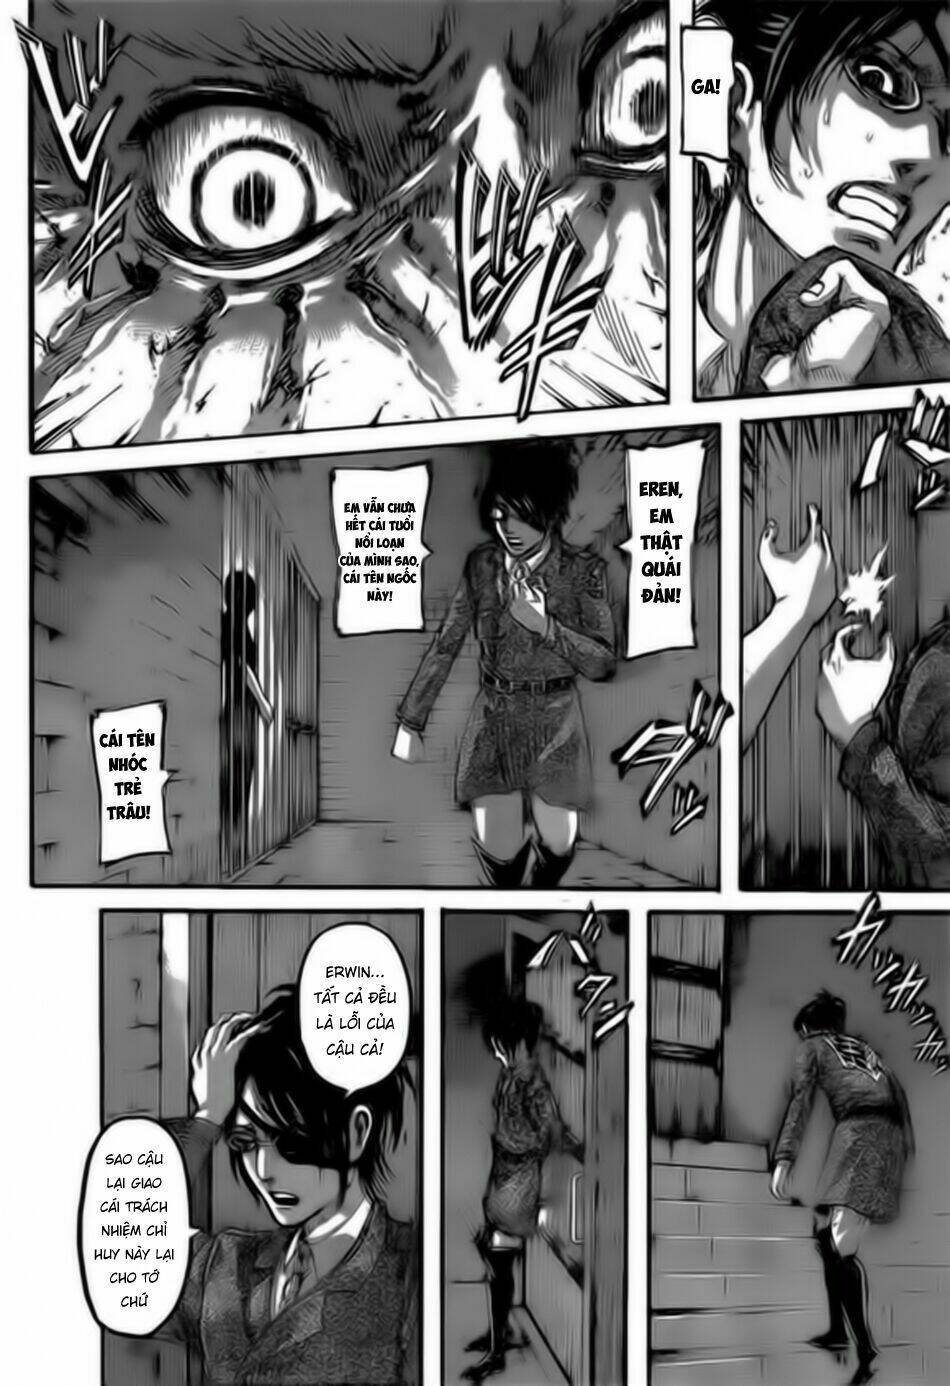 GA!
EREN,
EM
THẬT
QUÁI
ĐẢN!
EM VẪN CHƯA
HẾT CÁI TUỔI
NỔI LOẠN
CỦA MÌNH SAO,
CÁI TÊN NGỐC
NÀY!
CÁI TÊN
NHÓC
TRẺ
TRÂU!
ERWIN...
TẤT CẢ ĐỀU
LÀ LỖI CỦA
CẬU CẢ!
SAO CẬU
LẠI GIAO
CÁI TRÁCH
NHIỆM CHỈ
HUY NÀY LẠI
CHO TỚ
CHỨ